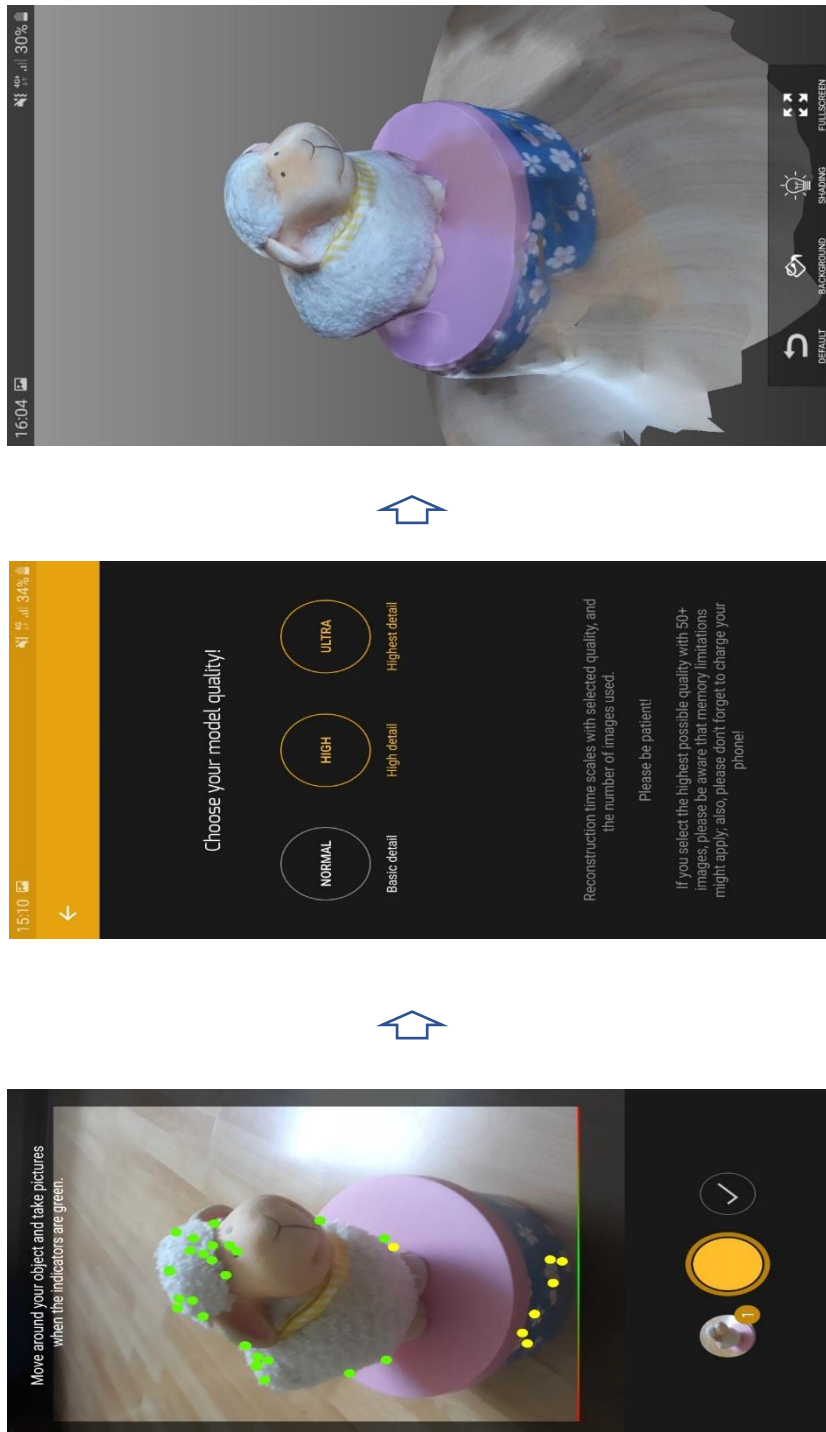 Move around your object and take pictures
when the indicators are green.
1
15:10
4G
34%
Choose your model quality!
NORMAL
HIGH
ULTRA
Basic detail
High detail
Highest detail
Reconstruction time scales with selected quality, and
the number of images used.
Please be patient!
If you select the highest possible quality with 50+
images, please be aware that memory limitations
might apply; also, please don't forget to charge your
phone!
16:04
4G+
30%
DEFAULT
BACKGROUND
SHADING
FULLSCREEN